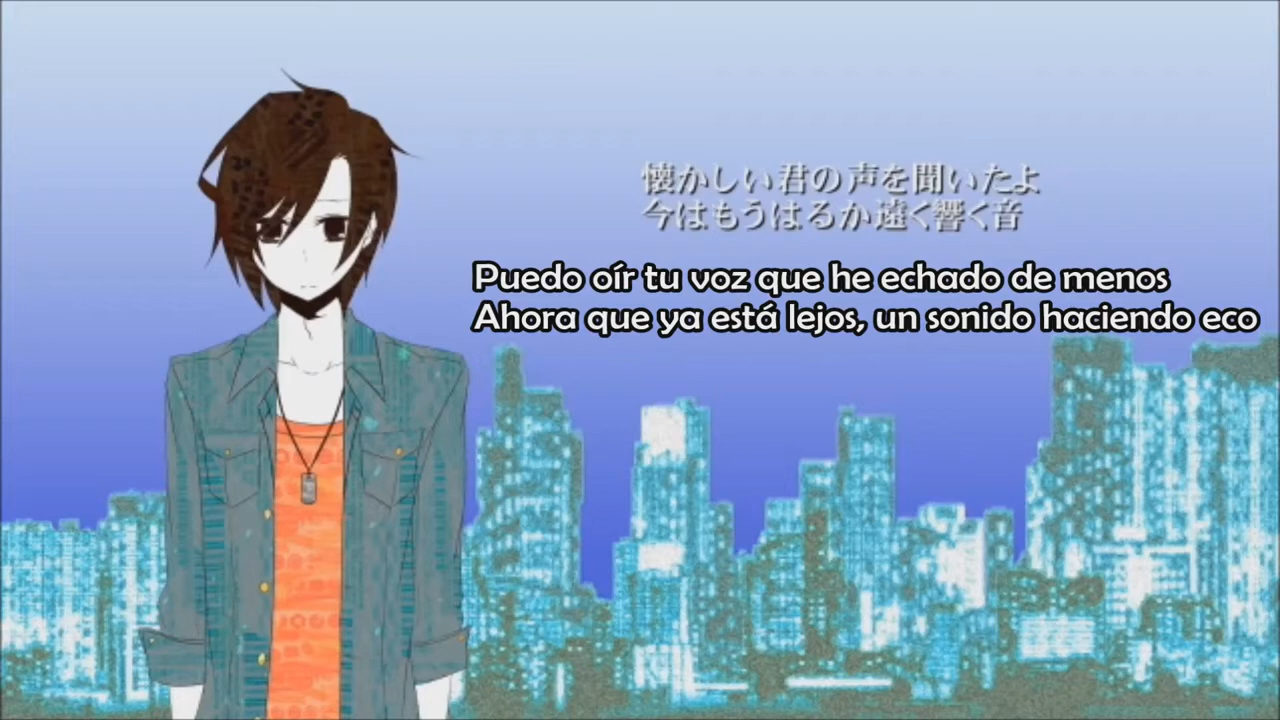 懐かしい君の声を聞いたよ
今はもうはるか遠く響く音
Puedo oír tu voz que he echado de menos
Ahora que ya está lejos, un sonido haciendo eco